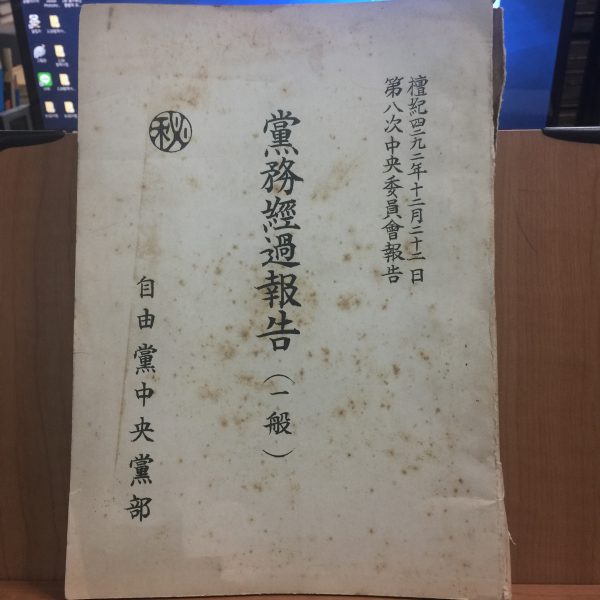 檀紀四二九二年十二月二十二日
第八次中央委員會報告
黨務經過報告（一般）
秘
自由黨中央黨部